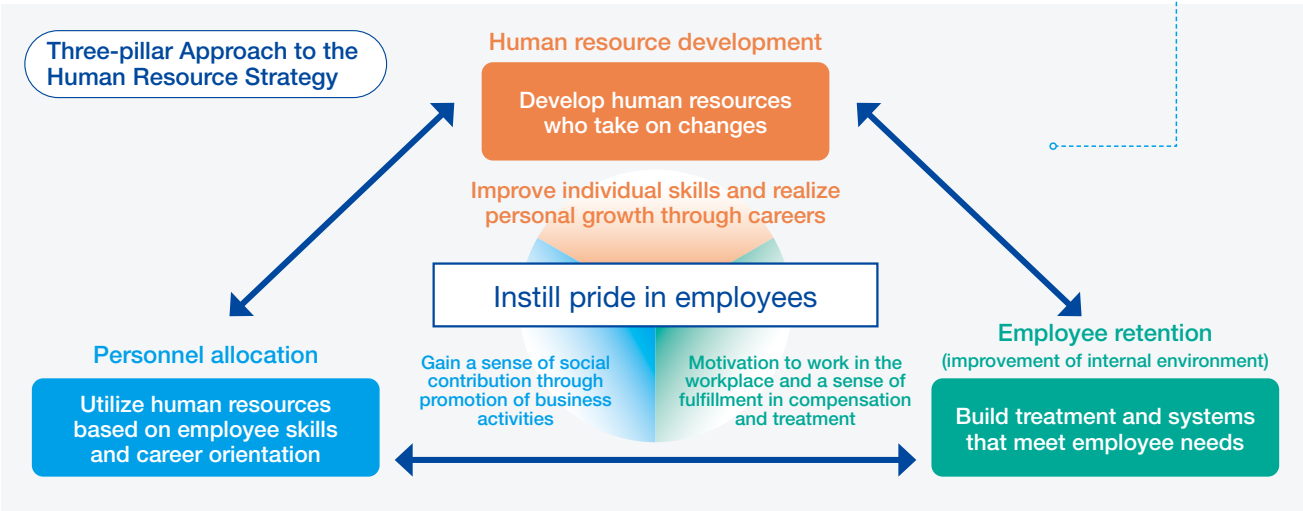 Three-pillar Approach to the
Human Resource Strategy
Human resource development
Develop human resources
who take on changes
Improve individual skills and realize
personal growth through careers
Instill pride in employees
Personnel allocation
Utilize human resources
based on employee skills
and career orientation
Gain a sense of social
contribution through
promotion of business
activities
Motivation to work in the
workplace and a sense of
fulfillment in compensation
and treatment
Employee retention
(improvement of internal environment)
Build treatment and systems
that meet employee needs